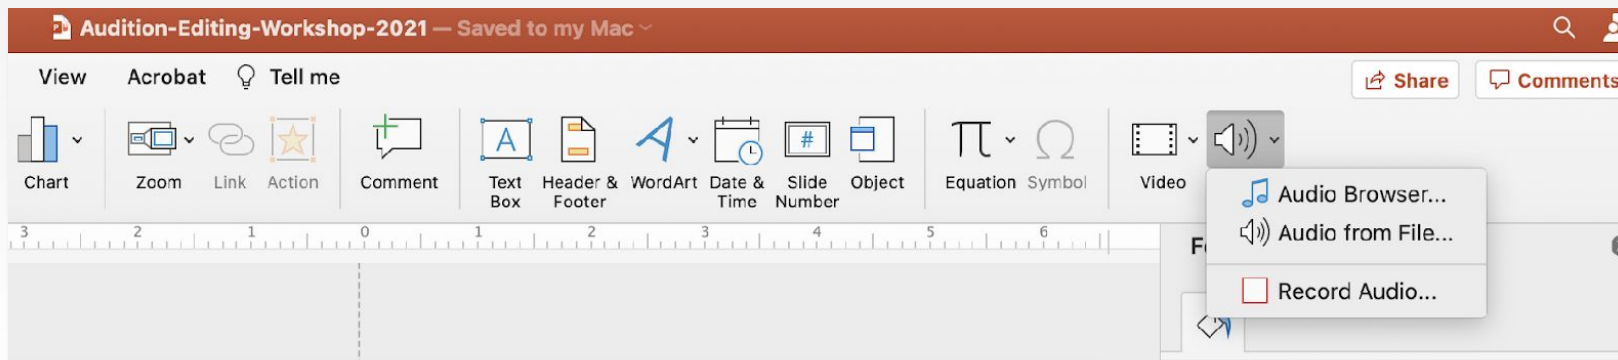 Audition-Editing-Workshop-2021 — Saved to my Mac
View Acrobat Tell me
Share Comments
Chart Zoom Link Action Comment Text Box Header & Footer WordArt Date & Time Slide Number Object Equation Symbol Video
Audio Browser...
Audio from File...
Record Audio...
3 2 1 0 1 2 3 4 5 6